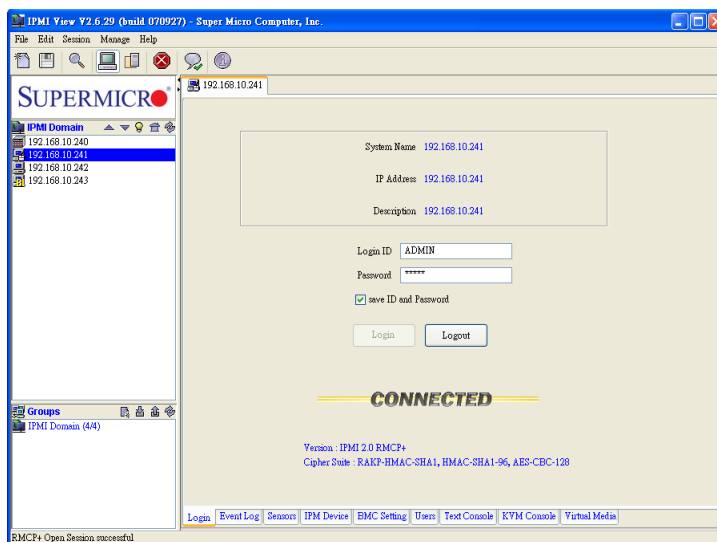 IPMI View V2.6.29 (build 070927) - Super Micro Computer, Inc.
File Edit Session Manage Help
SUPERMICRO
192.168.10.241
IPMI Domain
192.168.10.240
192.168.10.241
192.168.10.242
192.168.10.243
System Name 192.168.10.241
IP Address 192.168.10.241
Description 192.168.10.241
Login ID ADMIN
Password *****
save ID and Password
Login Logout
CONNECTED
Groups
IPMI Domain (4/4)
Version : IPMI 2.0 RMCP+
Cipher Suite : RAKP-HMAC-SHA1, HMAC-SHA1-96, AES-CBC-128
Login Event Log Sensors IPM Device BMC Setting Users Text Console KVM Console Virtual Media
RMCP+ Open Session successful